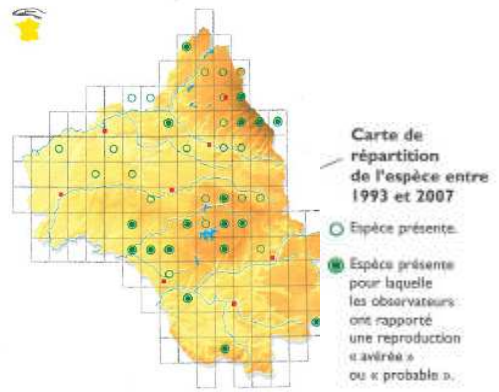 Carte de
répartition
de l'espèce entre
1993 et 2007
Espèce présente.
Espèce présente
pour laquelle
les observateurs
ont rapporté
une reproduction
« avérée »
ou « probable ».